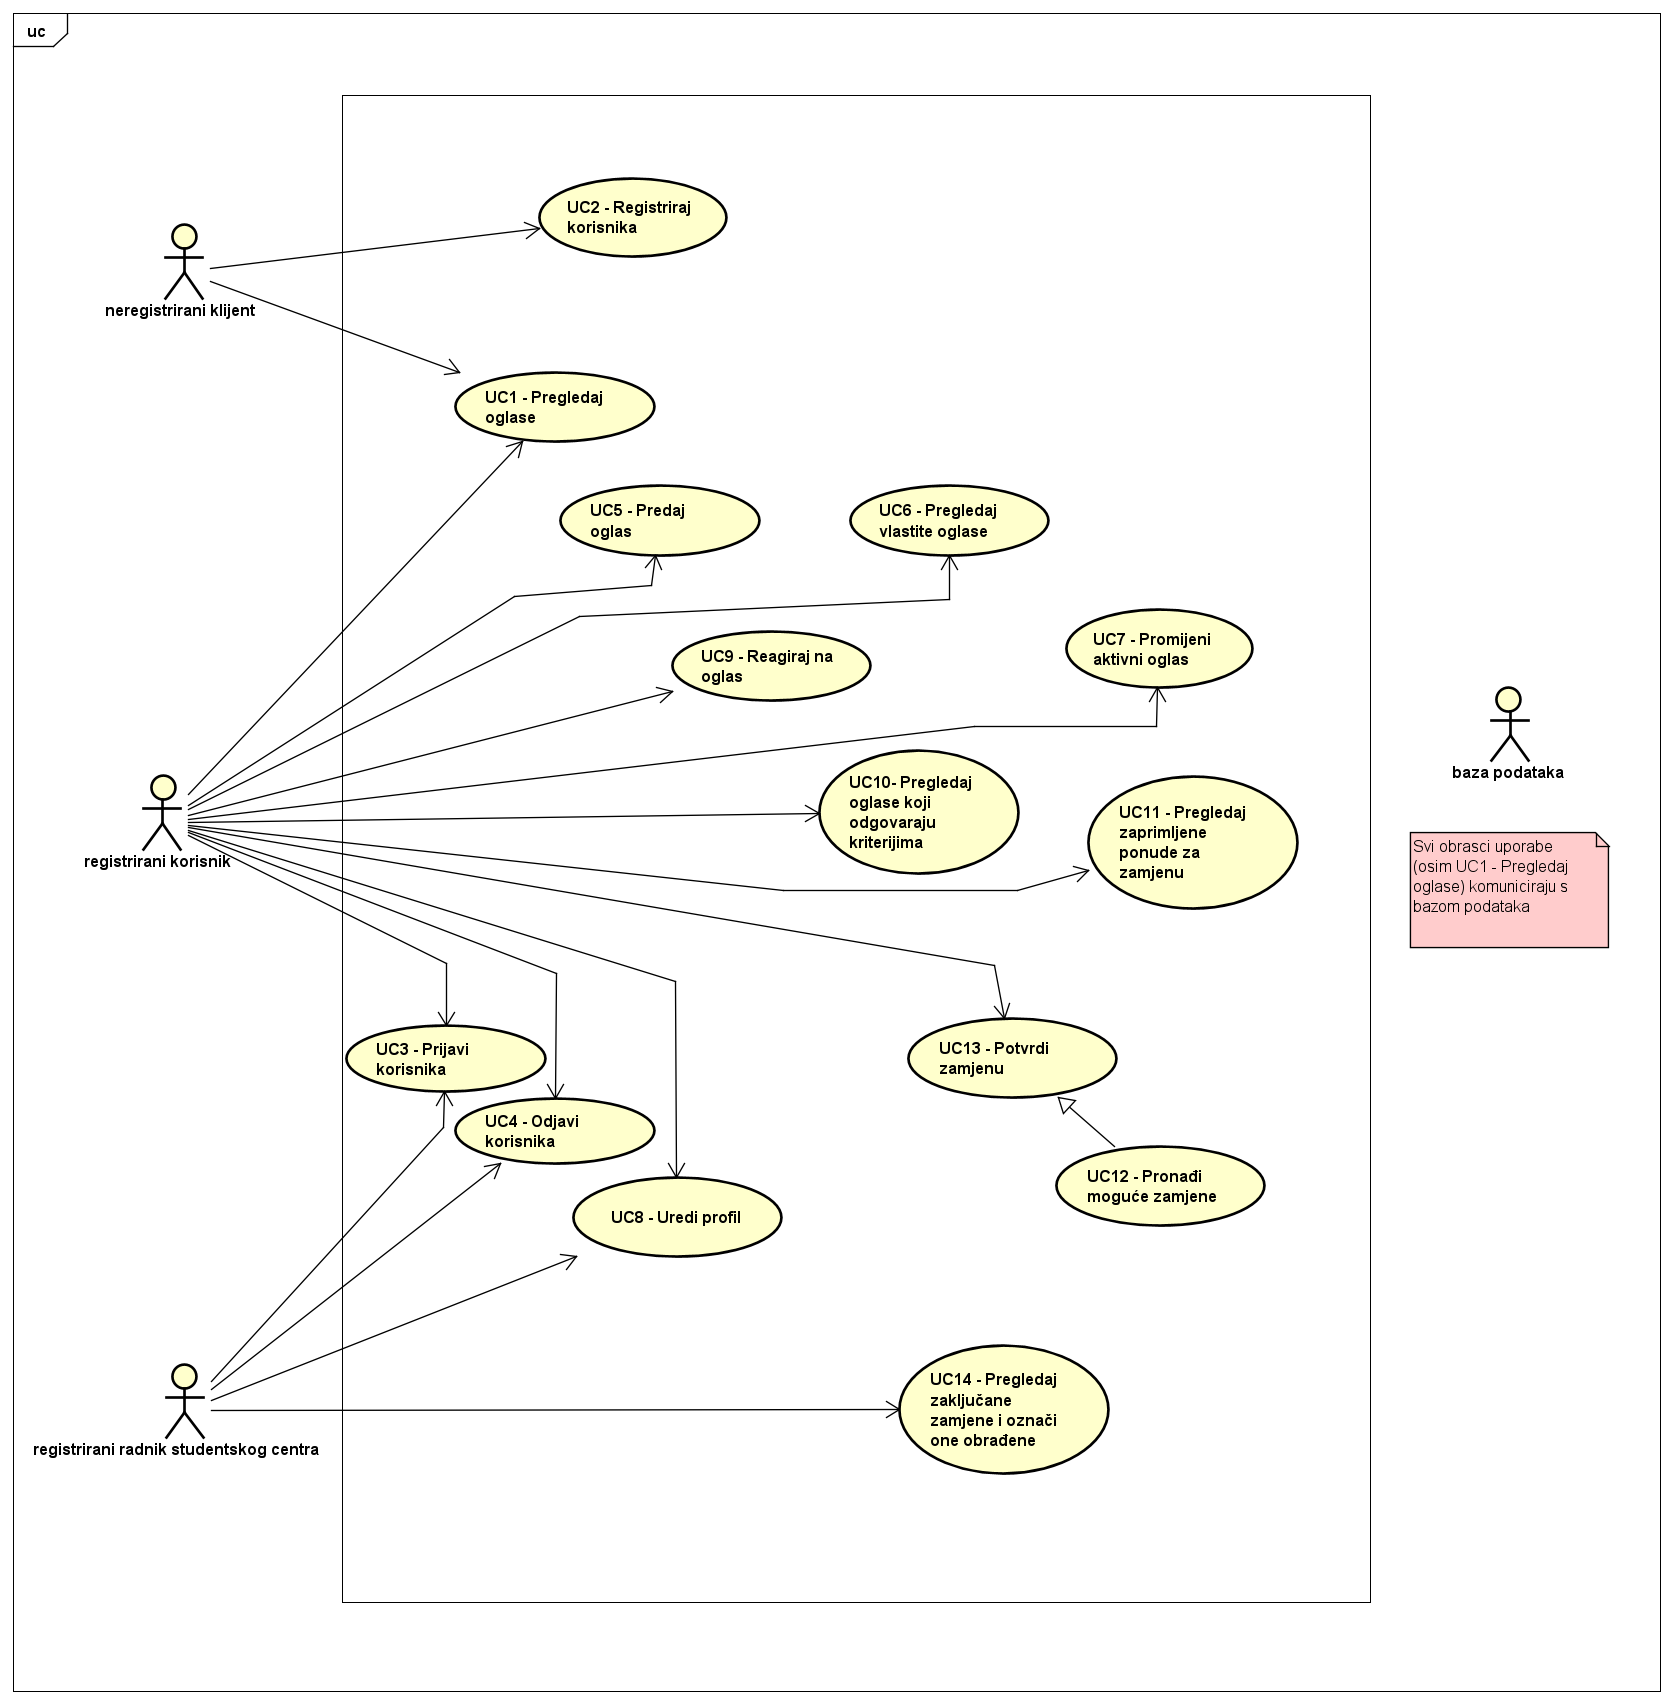 uc
UC2 - Registriraj
korisnika
neregistrirani klijent
UC1 - Pregledaj
oglase
UC5 - Predaj
oglas
UC6 - Pregledaj
vlastite oglase
UC9 - Reagiraj na
oglas
UC7 - Promijeni
aktivni oglas
baza podataka
UC10- Pregledaj
oglase koji
odgovaraju
kriterijima
UC11 - Pregledaj
zaprimljene
ponude za
zamjenu
registrirani korisnik
Svi obrasci uporabe
(osim UC1 - Pregledaj
oglase) komuniciraju s
bazom podataka
UC3 - Prijavi
korisnika
UC13 - Potvrdi
zamjenu
UC4 - Odjavi
korisnika
UC12 - Pronađi
moguće zamjene
UC8 - Uredi profil
UC14 - Pregledaj
zaključane
zamjene i označi
one obrađene
registrirani radnik studentskog centra